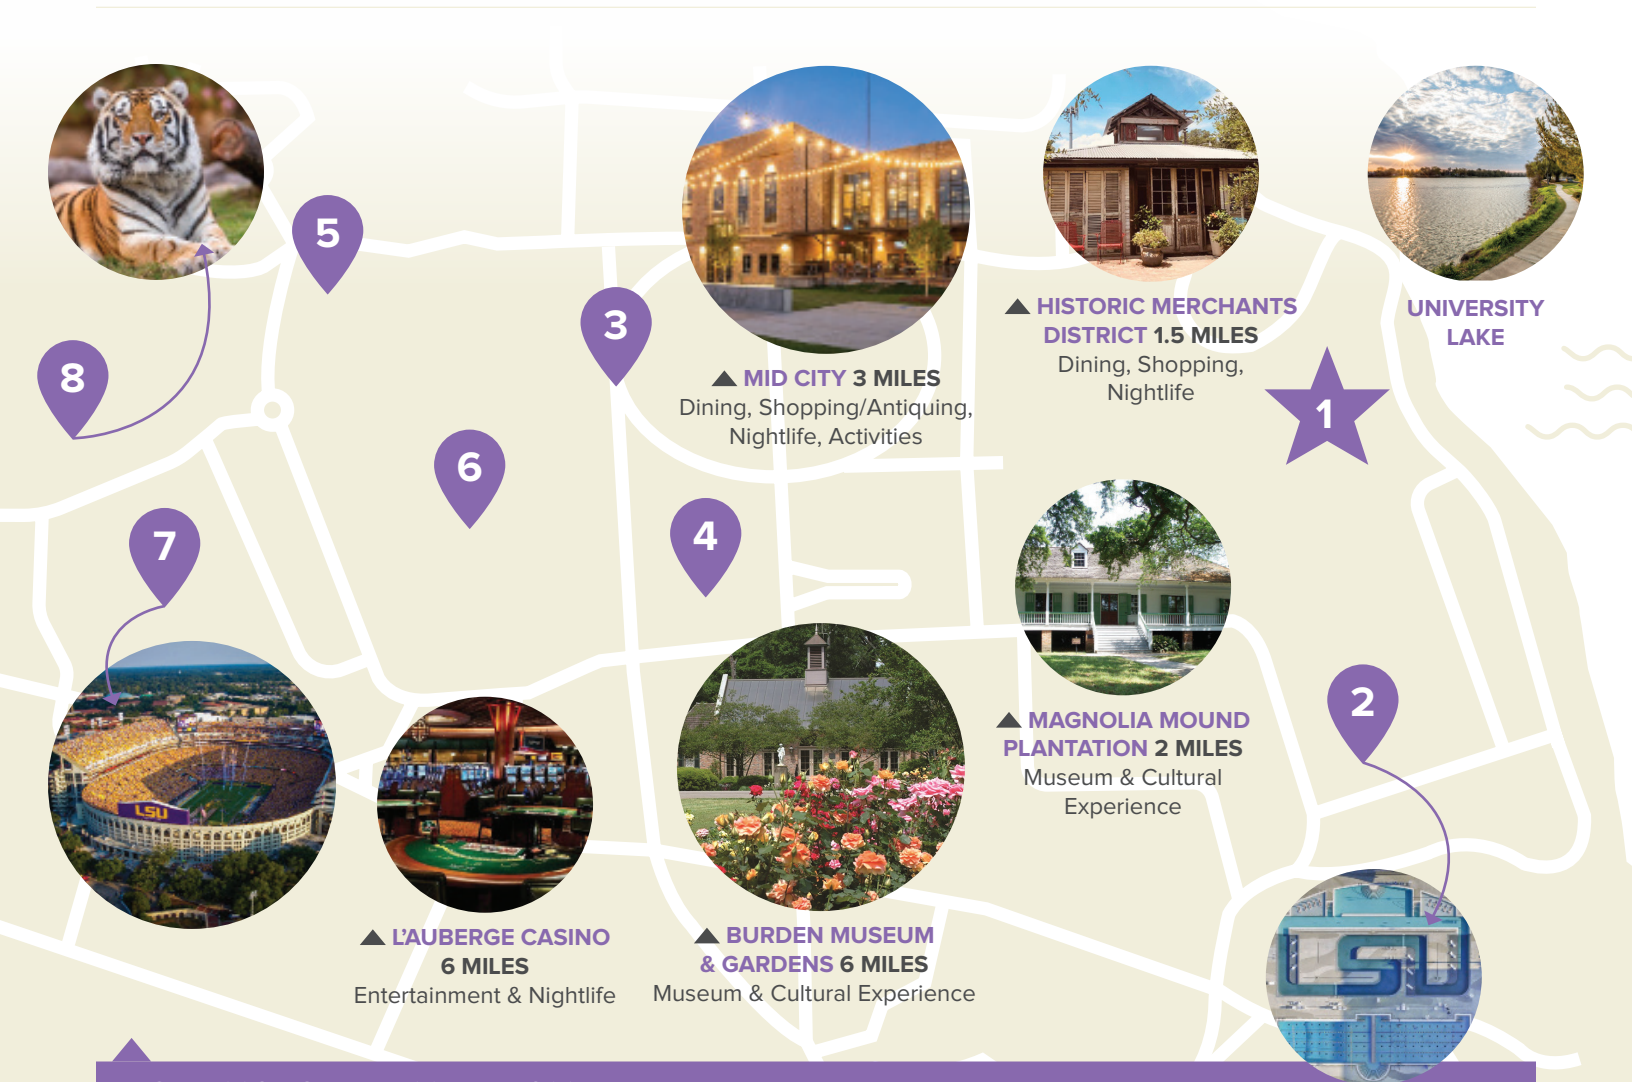 5
3
8
HISTORIC MERCHANTS
DISTRICT 1.5 MILES
Dining, Shopping,
Nightlife
UNIVERSITY
LAKE
MID CITY 3 MILES
Dining, Shopping/Antiquing,
Nightlife, Activities
1
6
7
4
MAGNOLIA MOUND
PLANTATION 2 MILES
Museum & Cultural
Experience
2
LSU
L'AUBERGE CASINO
6 MILES
Entertainment & Nightlife
BURDEN MUSEUM
& GARDENS 6 MILES
Museum & Cultural Experience
LSU